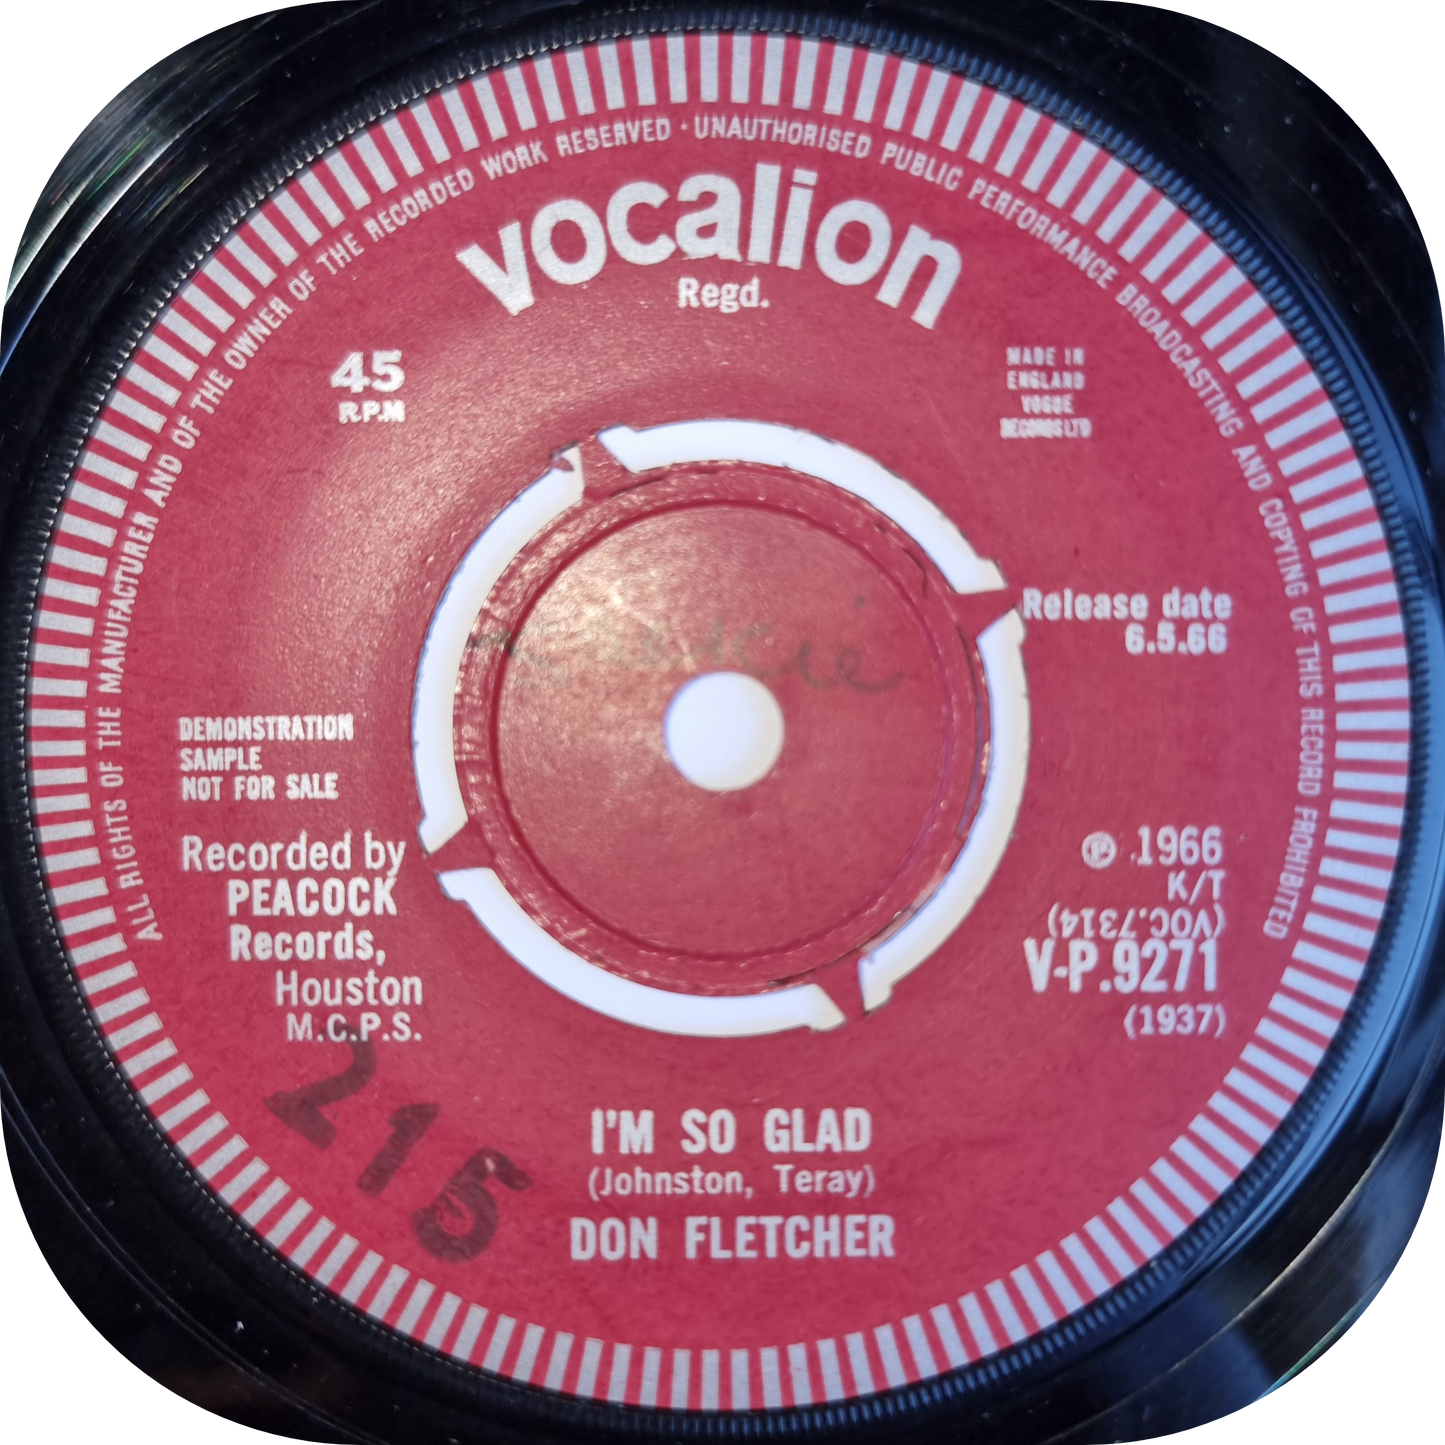 ALL RIGHTS OF THE MANUFACTURER AND OF THE OWNER OF THE RECORDED WORK RESERVED · UNAUTHORISED PUBLIC PERFORMANCE BROADCASTING AND COPYING OF THIS RECORD PROHIBITED
vocalion
Regd.
45
R.P.M
MADE IN
ENGLAND
VOGUE
RECORDS LTD
Release date
6.5.66
DEMONSTRATION
SAMPLE
NOT FOR SALE
Recorded by
PEACOCK
Records,
Houston
M.C.P.S.
℗ 1966
K/T
(VOC.7314)
V-P.9271
(1937)
215
I'M SO GLAD
(Johnston, Teray)
DON FLETCHER